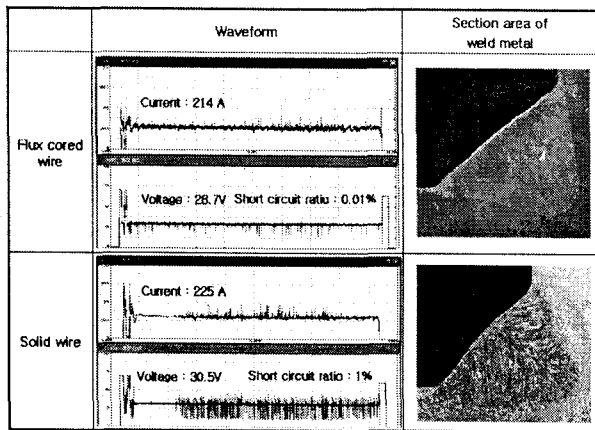 Waveform
Section area of
weld metal
Flux cored
wire
Current : 214 A
Voltage : 28.7V Short circuit ratio : 0.01%
Solid wire
Current : 225 A
Voltage : 30.5V Short circuit ratio : 1%